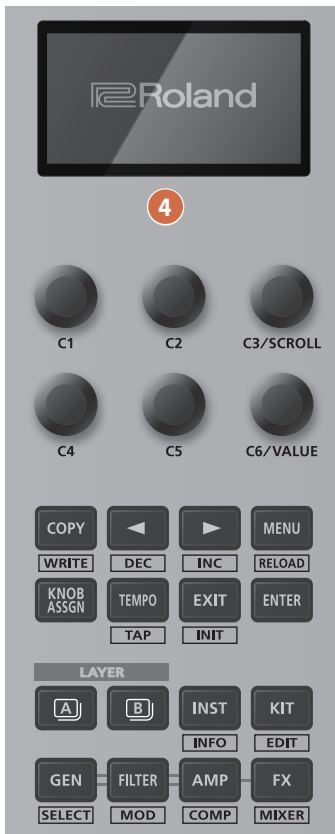 Roland
4
C1 C2 C3/SCROLL
C4 C5 C6/VALUE
COPY MENU
WRITE DEC INC RELOAD
KNOB ASSGN TEMPO EXIT ENTER
TAP INIT
LAYER
A B INST KIT
INFO EDIT
GEN FILTER AMP FX
SELECT MOD COMP MIXER